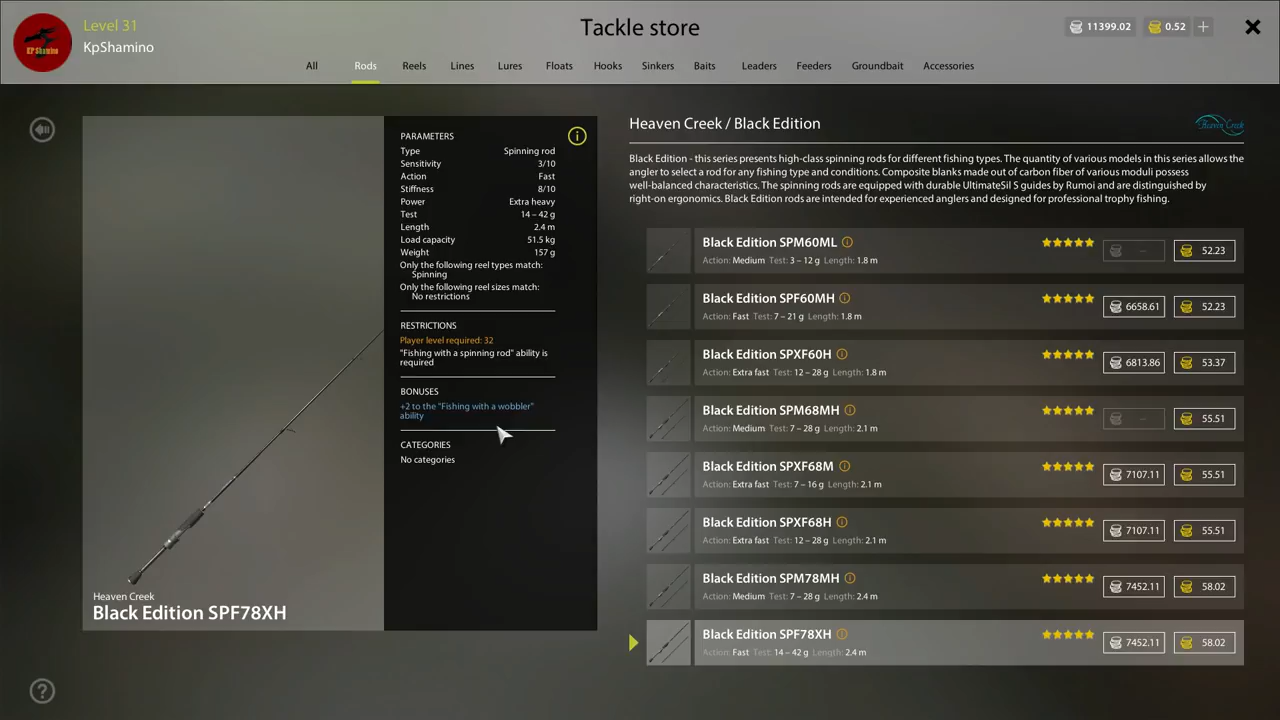 KP Shamino
Level 31
KpShamino
Tackle store
11399.02
0.52
All
Rods
Reels
Lines
Lures
Floats
Hooks
Sinkers
Baits
Leaders
Feeders
Groundbait
Accessories
Heaven Creek
Black Edition SPF78XH
PARAMETERS
Type Spinning rod
Sensitivity 3/10
Action Fast
Stiffness 8/10
Power Extra heavy
Test 14 – 42 g
Length 2.4 m
Load capacity 51.5 kg
Weight 157 g
Only the following reel types match:
Spinning
Only the following reel sizes match:
No restrictions
RESTRICTIONS
Player level required: 32
"Fishing with a spinning rod" ability is
required
BONUSES
+2 to the "Fishing with a wobbler"
ability
CATEGORIES
No categories
Heaven Creek / Black Edition
Heaven Creek
Black Edition - this series presents high-class spinning rods for different fishing types. The quantity of various models in this series allows the
angler to select a rod for any fishing type and conditions. Composite blanks made out of carbon fiber of various moduli possess
well-balanced characteristics. The spinning rods are equipped with durable UltimateSil S guides by Rumoi and are distinguished by
right-on ergonomics. Black Edition rods are intended for experienced anglers and designed for professional trophy fishing.
Black Edition SPM60ML
Action: Medium Test: 3 – 12 g Length: 1.8 m
–
52.23
Black Edition SPF60MH
Action: Fast Test: 7 – 21 g Length: 1.8 m
6658.61
52.23
Black Edition SPXF60H
Action: Extra fast Test: 12 – 28 g Length: 1.8 m
6813.86
53.37
Black Edition SPM68MH
Action: Medium Test: 7 – 28 g Length: 2.1 m
–
55.51
Black Edition SPXF68M
Action: Extra fast Test: 7 – 16 g Length: 2.1 m
7107.11
55.51
Black Edition SPXF68H
Action: Extra fast Test: 12 – 28 g Length: 2.1 m
7107.11
55.51
Black Edition SPM78MH
Action: Medium Test: 7 – 28 g Length: 2.4 m
7452.11
58.02
Black Edition SPF78XH
Action: Fast Test: 14 – 42 g Length: 2.4 m
7452.11
58.02